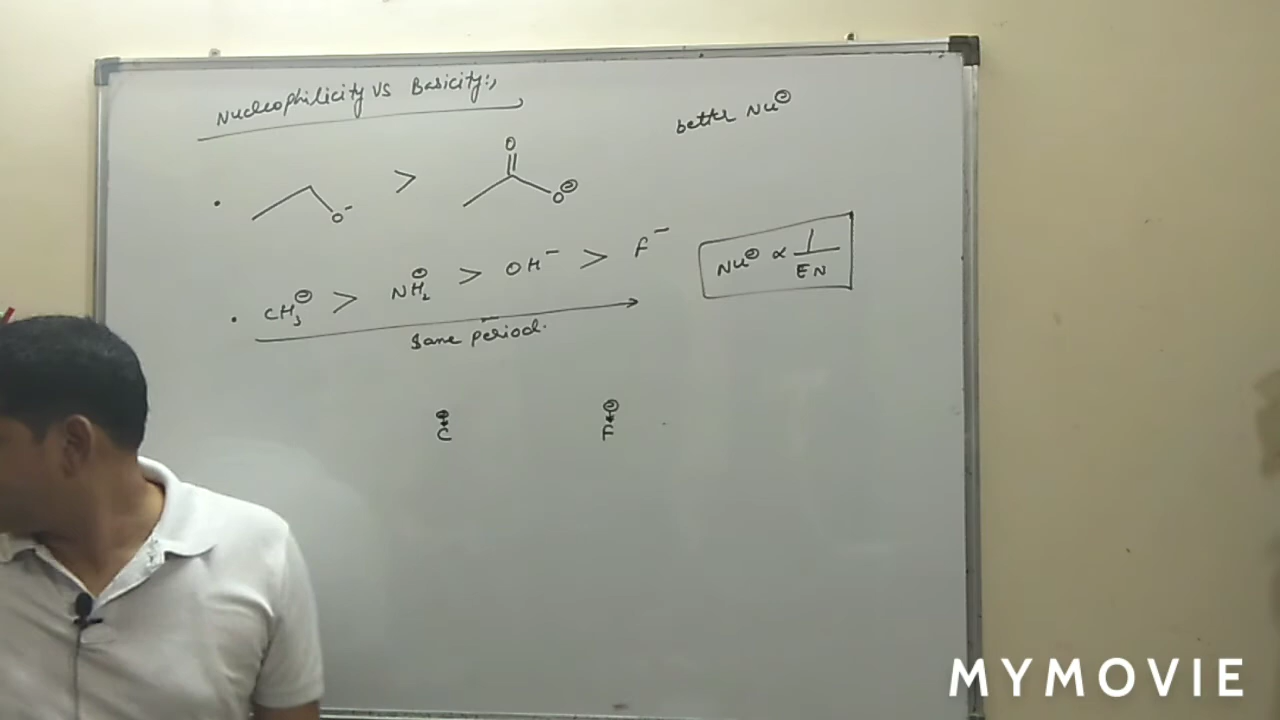 Nucleophilicity vs Basicity:,
better Nu⊖
• O⁻ > O O⊖
• CH₃⊖ > NH₂⊖ > OH⁻ > F⁻
Same period.
Nu⊖ ∝ 1/EN
C⊖ F⊖
MYMOVIE